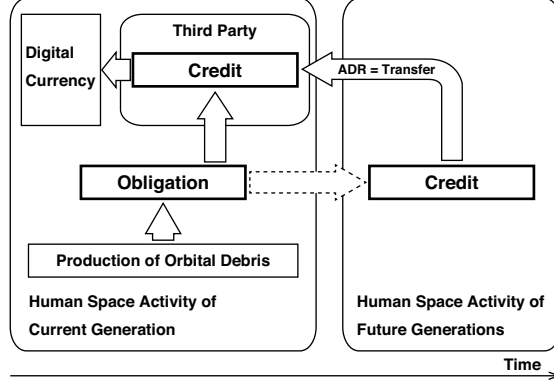 Third Party
Digital
Currency
Credit
ADR = Transfer
Obligation
Credit
Production of Orbital Debris
Human Space Activity of
Current Generation
Human Space Activity of
Future Generations
Time